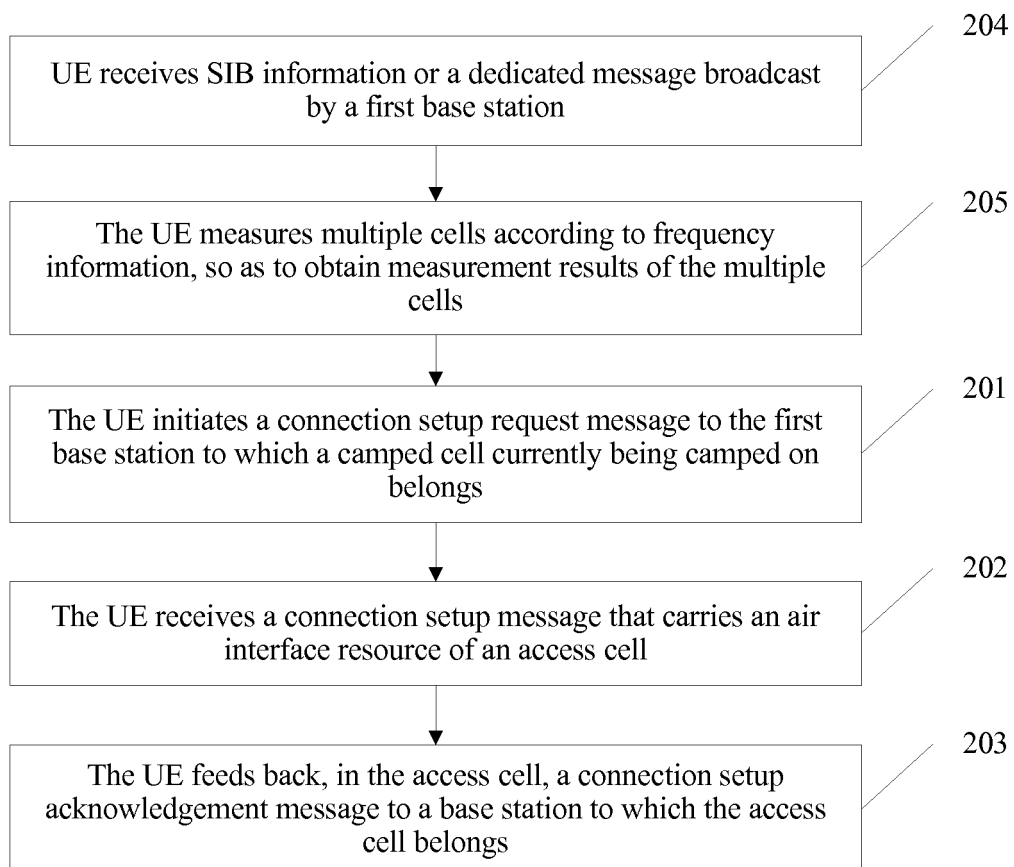 204
UE receives SIB information or a dedicated message broadcast
by a first base station
205
The UE measures multiple cells according to frequency
information, so as to obtain measurement results of the multiple
cells
201
The UE initiates a connection setup request message to the first
base station to which a camped cell currently being camped on
belongs
202
The UE receives a connection setup message that carries an air
interface resource of an access cell
203
The UE feeds back, in the access cell, a connection setup
acknowledgement message to a base station to which the access
cell belongs